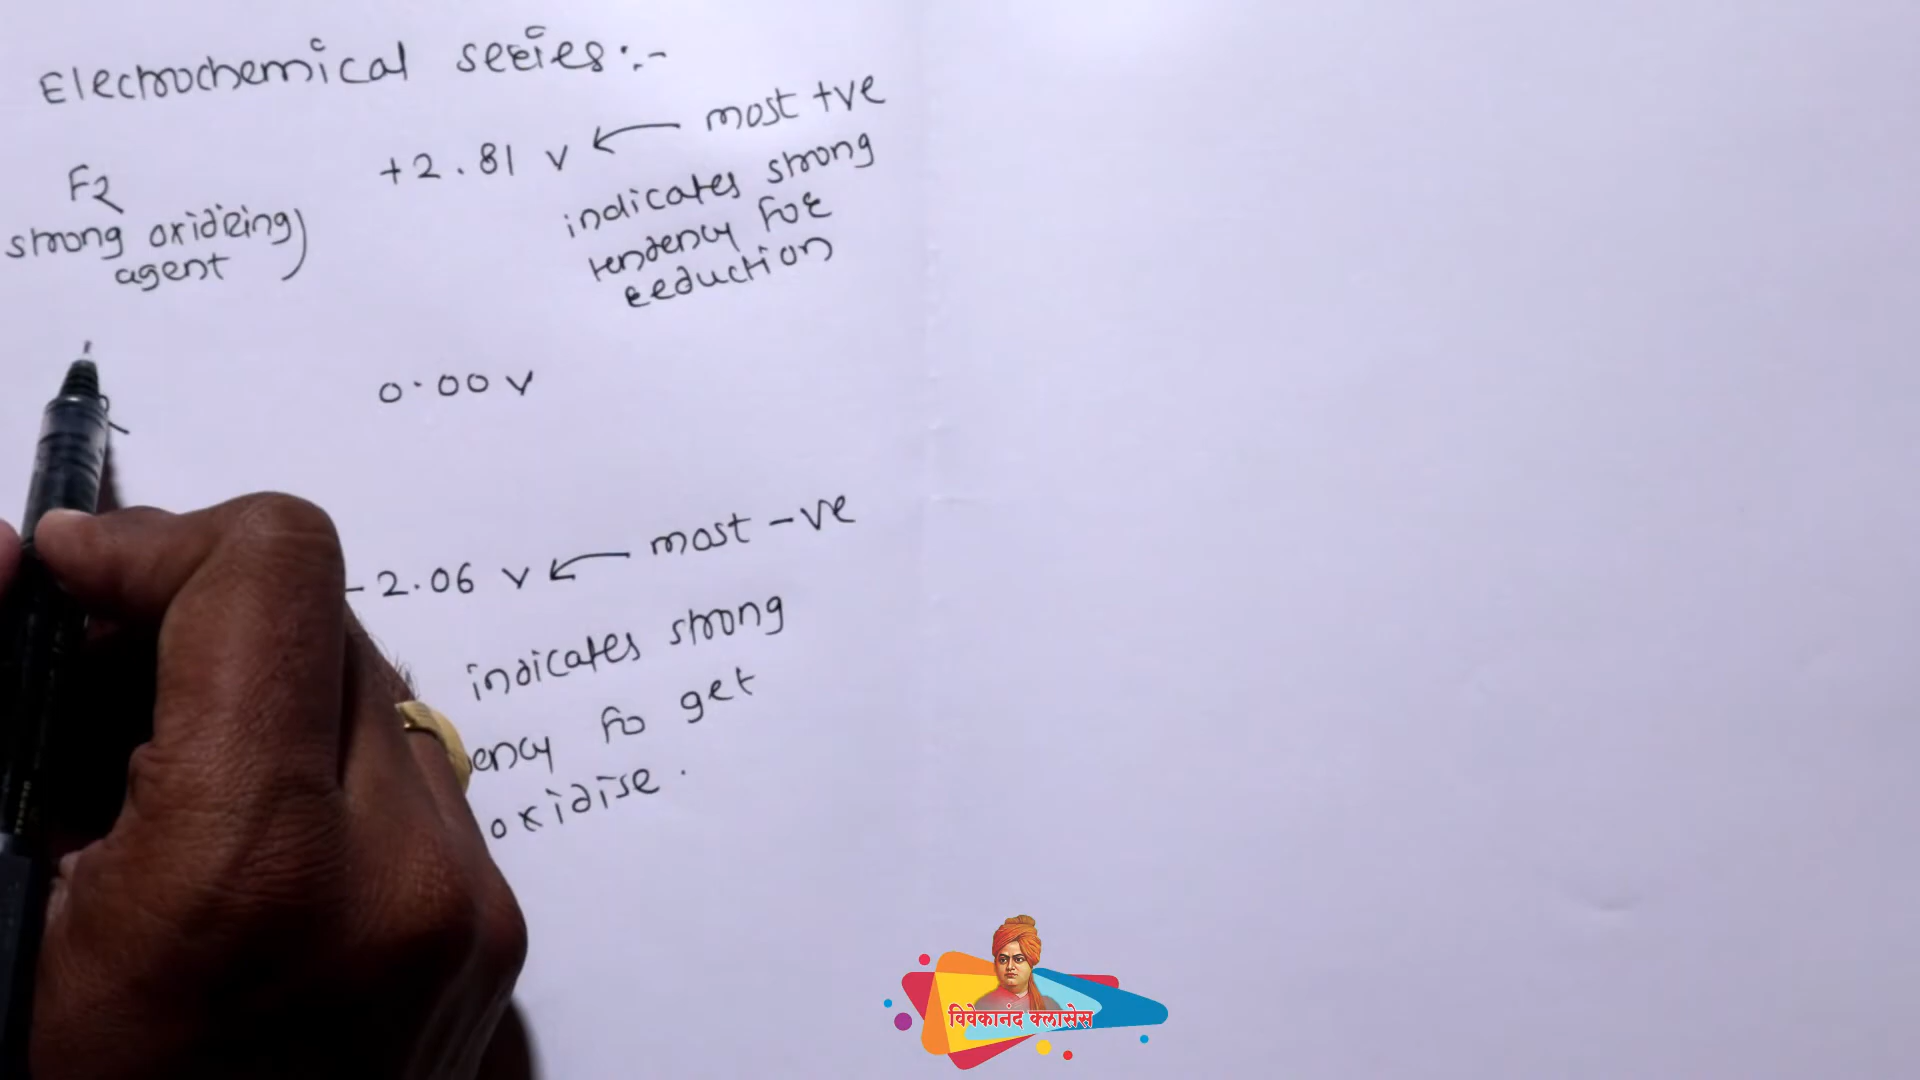 Electrochemical series:-
F2 +2.81 V ← most +ve
strong oxidizing agent)
indicates strong
tendency for
reduction
0.00 V
-2.06 V ← most -ve
indicates strong
ency to get
oxidise.
विवेकानंद क्लासेस